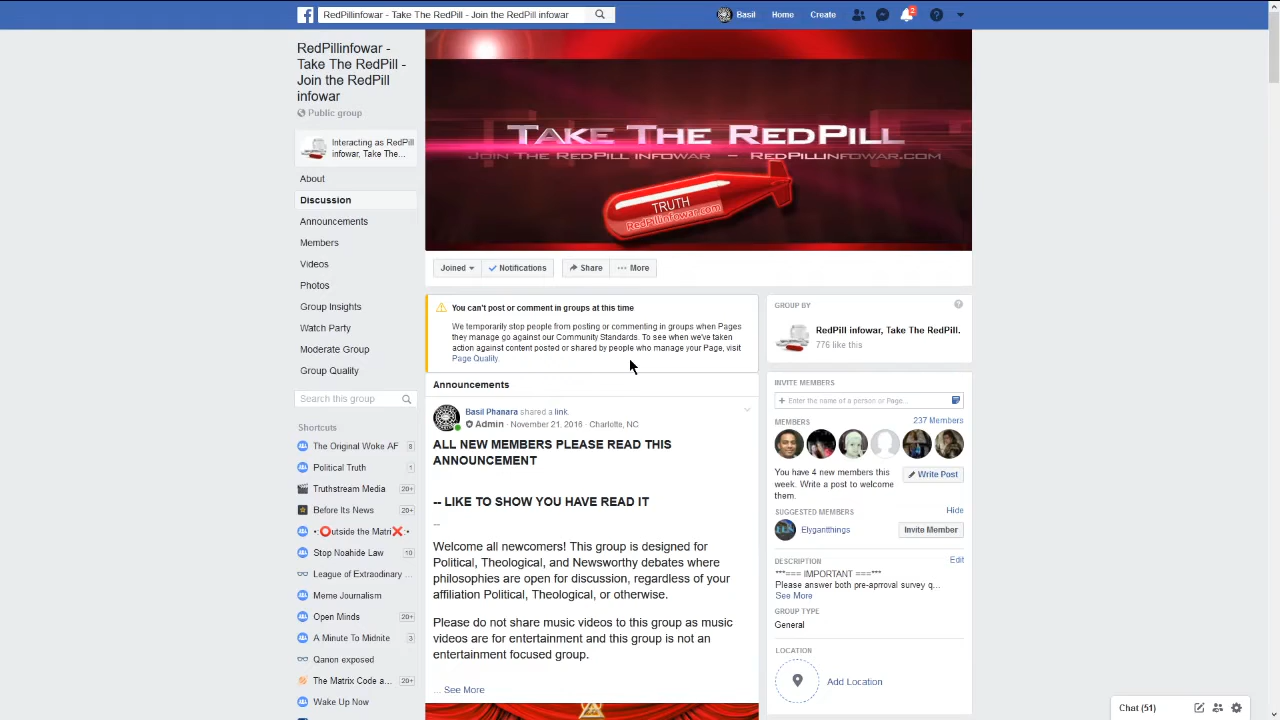 RedPillinfowar - Take The RedPill - Join the RedPill infowar
Basil
Home
Create
2
RedPillinfowar -
Take The RedPill -
Join the RedPill
infowar
Public group
Interacting as RedPill
infowar, Take The...
About
Discussion
Announcements
Members
Videos
Photos
Group Insights
Watch Party
Moderate Group
Group Quality
Search this group
Shortcuts
The Original Woke AF 8
Political Truth 1
Truthstream Media 20+
Before Its News 20+
•:⭕utside the Matri❌:•
Stop Noahide Law 10
League of Extraordinary ...
Meme Journalism
Open Minds 20+
A Minute To Midnite 3
Qanon exposed
The Matrix Code a... 20+
Wake Up Now
TAKE THE REDPILL
JOIN THE REDPILL INFOWAR – REDPILLINFOWAR.COM
TRUTH
RedPillinfowar.com
Joined
Notifications
Share
More
You can't post or comment in groups at this time
We temporarily stop people from posting or commenting in groups when Pages
they manage go against our Community Standards. To see when we've taken
action against content posted or shared by people who manage your Page, visit
Page Quality.
Announcements
Basil Phanara shared a link.
Admin · November 21, 2016 · Charlotte, NC
ALL NEW MEMBERS PLEASE READ THIS
ANNOUNCEMENT
-- LIKE TO SHOW YOU HAVE READ IT
--
Welcome all newcomers! This group is designed for
Political, Theological, and Newsworthy debates where
philosophies are open for discussion, regardless of your
affiliation Political, Theological, or otherwise.
Please do not share music videos to this group as music
videos are for entertainment and this group is not an
entertainment focused group.
... See More
GROUP BY
RedPill infowar, Take The RedPill.
776 like this
INVITE MEMBERS
+ Enter the name of a person or Page...
MEMBERS
237 Members
You have 4 new members this
week. Write a post to welcome
them.
Write Post
SUGGESTED MEMBERS
Hide
Elygantthings
Invite Member
DESCRIPTION
Edit
***=== IMPORTANT ===***
Please answer both pre-aprroval survey q...
See More
GROUP TYPE
General
LOCATION
Add Location
Chat (51)